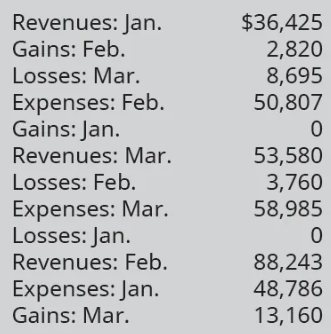 Revenues: Jan. $36,425
Gains: Feb. 2,820
Losses: Mar. 8,695
Expenses: Feb. 50,807
Gains: Jan. 0
Revenues: Mar. 53,580
Losses: Feb. 3,760
Expenses: Mar. 58,985
Losses: Jan. 0
Revenues: Feb. 88,243
Expenses: Jan. 48,786
Gains: Mar. 13,160